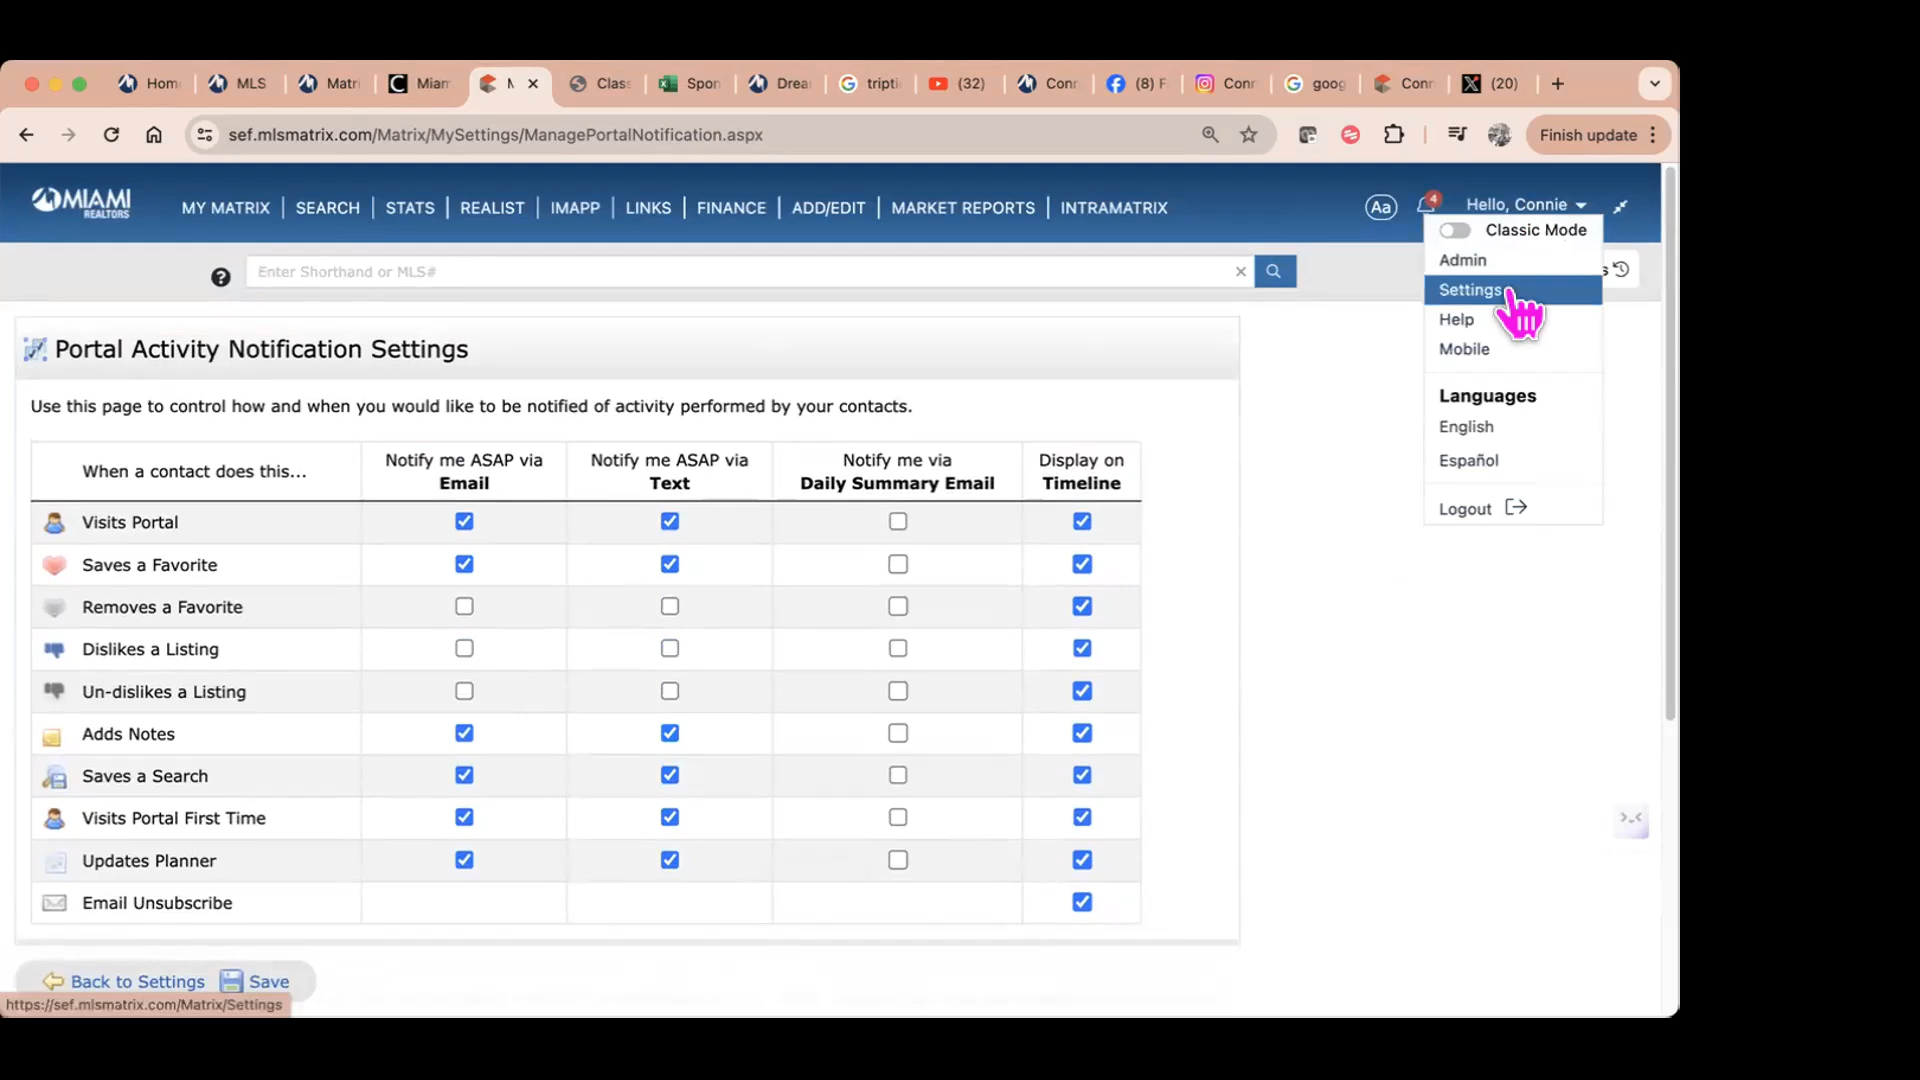 Hom
MLS
Matri
Miam
M
Class
Spon
Drea
tripti
(32)
Conn
(8) F
Conn
goog
Conn
(20)
sef.mlsmatrix.com/Matrix/MySettings/ManagePortalNotification.aspx
Finish update
MIAMI
REALTORS
MY MATRIX
SEARCH
STATS
REALIST
IMAPP
LINKS
FINANCE
ADD/EDIT
MARKET REPORTS
INTRAMATRIX
Aa
4
Hello, Connie
Enter Shorthand or MLS#
s
Classic Mode
Admin
Settings
Help
Mobile
Languages
English
Español
Logout
Portal Activity Notification Settings
Use this page to control how and when you would like to be notified of activity performed by your contacts.
When a contact does this...
Notify me ASAP via
Email
Notify me ASAP via
Text
Notify me via
Daily Summary Email
Display on
Timeline
Visits Portal
Saves a Favorite
Removes a Favorite
Dislikes a Listing
Un-dislikes a Listing
Adds Notes
Saves a Search
Visits Portal First Time
Updates Planner
Email Unsubscribe
Back to Settings
Save
https://sef.mlsmatrix.com/Matrix/Settings